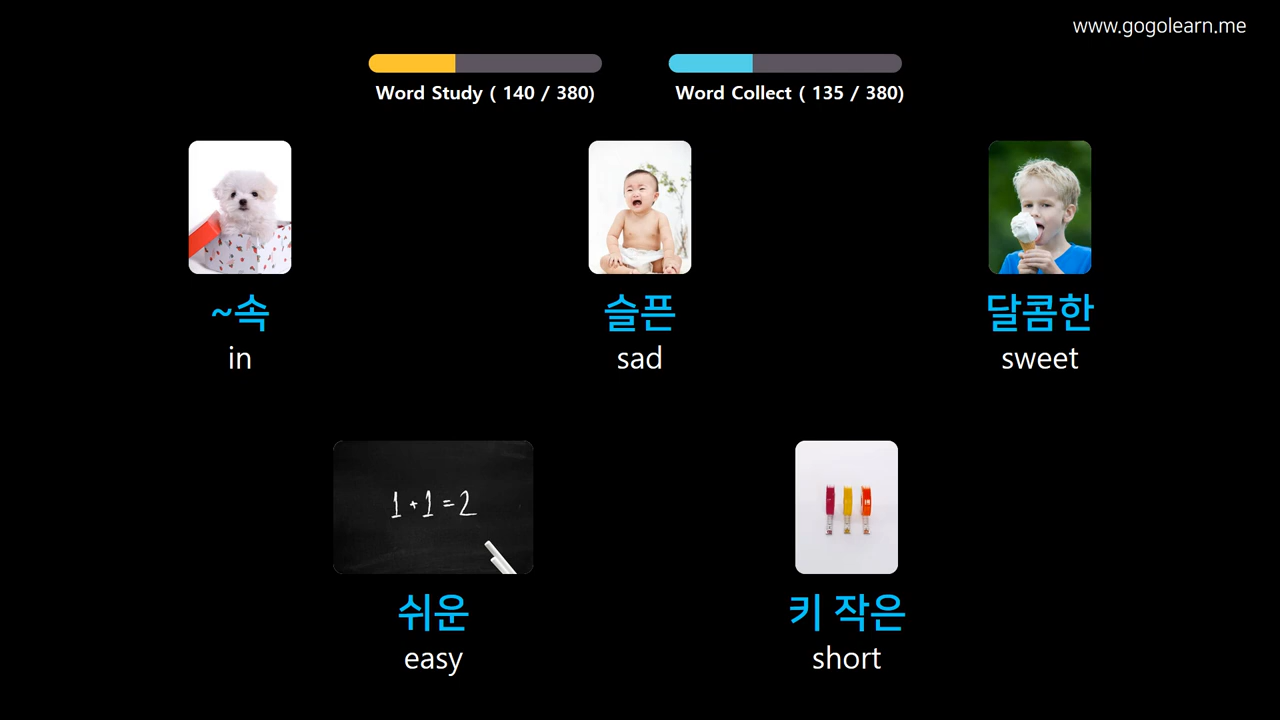 www.gogolearn.me
Word Study ( 140 / 380)
Word Collect ( 135 / 380)
~속
in
슬픈
sad
달콤한
sweet
1+1=2
쉬운
easy
키 작은
short